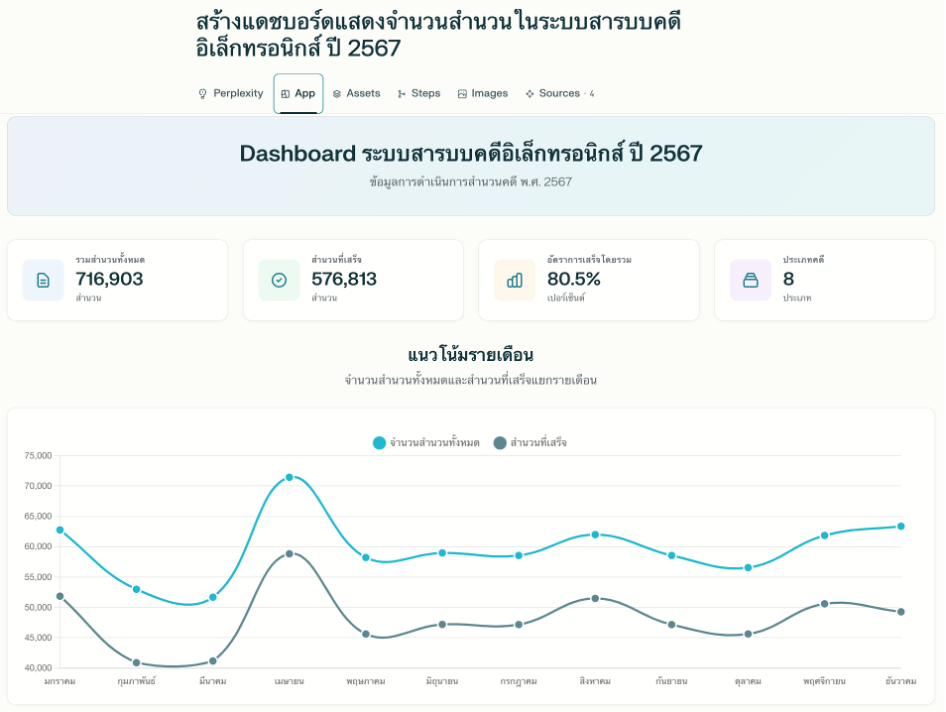 สร้างแดชบอร์ดแสดงจำนวนสำนวนในระบบสารบบคดี
อิเล็กทรอนิกส์ ปี 2567
Perplexity App Assets Steps Images Sources · 4
Dashboard ระบบสารบบคดีอิเล็กทรอนิกส์ ปี 2567
ข้อมูลการดำเนินการสำนวนคดี พ.ศ. 2567
รวมสำนวนทั้งหมด
716,903
สำนวน
สำนวนที่เสร็จ
576,813
สำนวน
อัตราการเสร็จโดยรวม
80.5%
เปอร์เซ็นต์
ประเภทคดี
8
ประเภท
แนวโน้มรายเดือน
จำนวนสำนวนทั้งหมดและสำนวนที่เสร็จแยกรายเดือน
จำนวนสำนวนทั้งหมด สำนวนที่เสร็จ
75,000
70,000
65,000
60,000
55,000
50,000
45,000
40,000
มกราคม กุมภาพันธ์ มีนาคม เมษายน พฤษภาคม มิถุนายน กรกฎาคม สิงหาคม กันยายน ตุลาคม พฤศจิกายน ธันวาคม